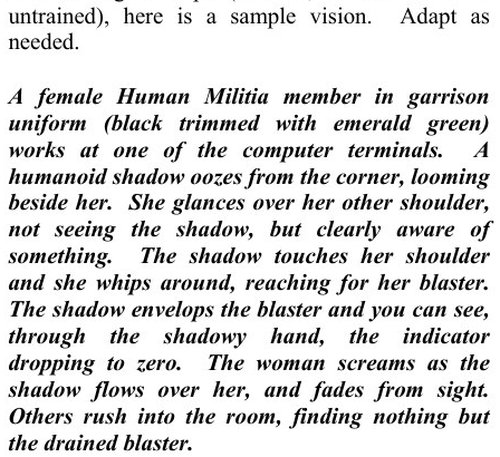 untrained), here is a sample vision. Adapt as
needed.
A female Human Militia member in garrison
uniform (black trimmed with emerald green)
works at one of the computer terminals. A
humanoid shadow oozes from the corner, looming
beside her. She glances over her other shoulder,
not seeing the shadow, but clearly aware of
something. The shadow touches her shoulder
and she whips around, reaching for her blaster.
The shadow envelops the blaster and you can see,
through the shadowy hand, the indicator
dropping to zero. The woman screams as the
shadow flows over her, and fades from sight.
Others rush into the room, finding nothing but
the drained blaster.